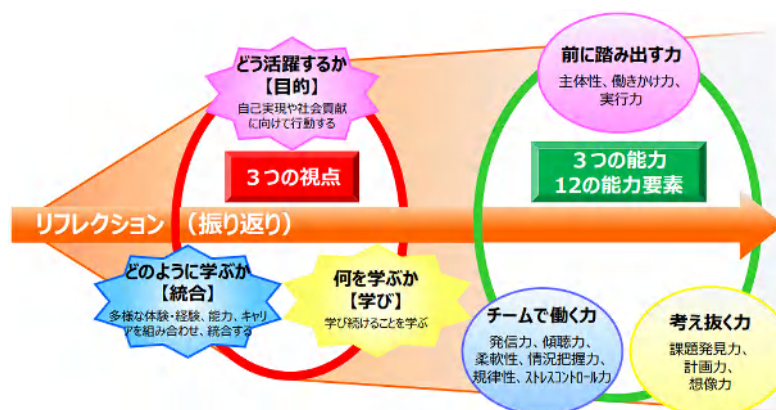 どう活躍するか
【目的】
自己実現や社会貢献
に向けて行動する
3つの視点
リフレクション (振り返り)
どのように学ぶか
【統合】
多様な体験・経験、能力、キャリ
アを組み合わせ、統合する
何を学ぶか
【学び】
学び続けることを学ぶ
前に踏み出す力
主体性、働きかけ力、
実行力
3つの能力
12の能力要素
チームで働く力
発信力、傾聴力、
柔軟性、情況把握力、
規律性、ストレスコントロール力
考え抜く力
課題発見力、
計画力、
想像力